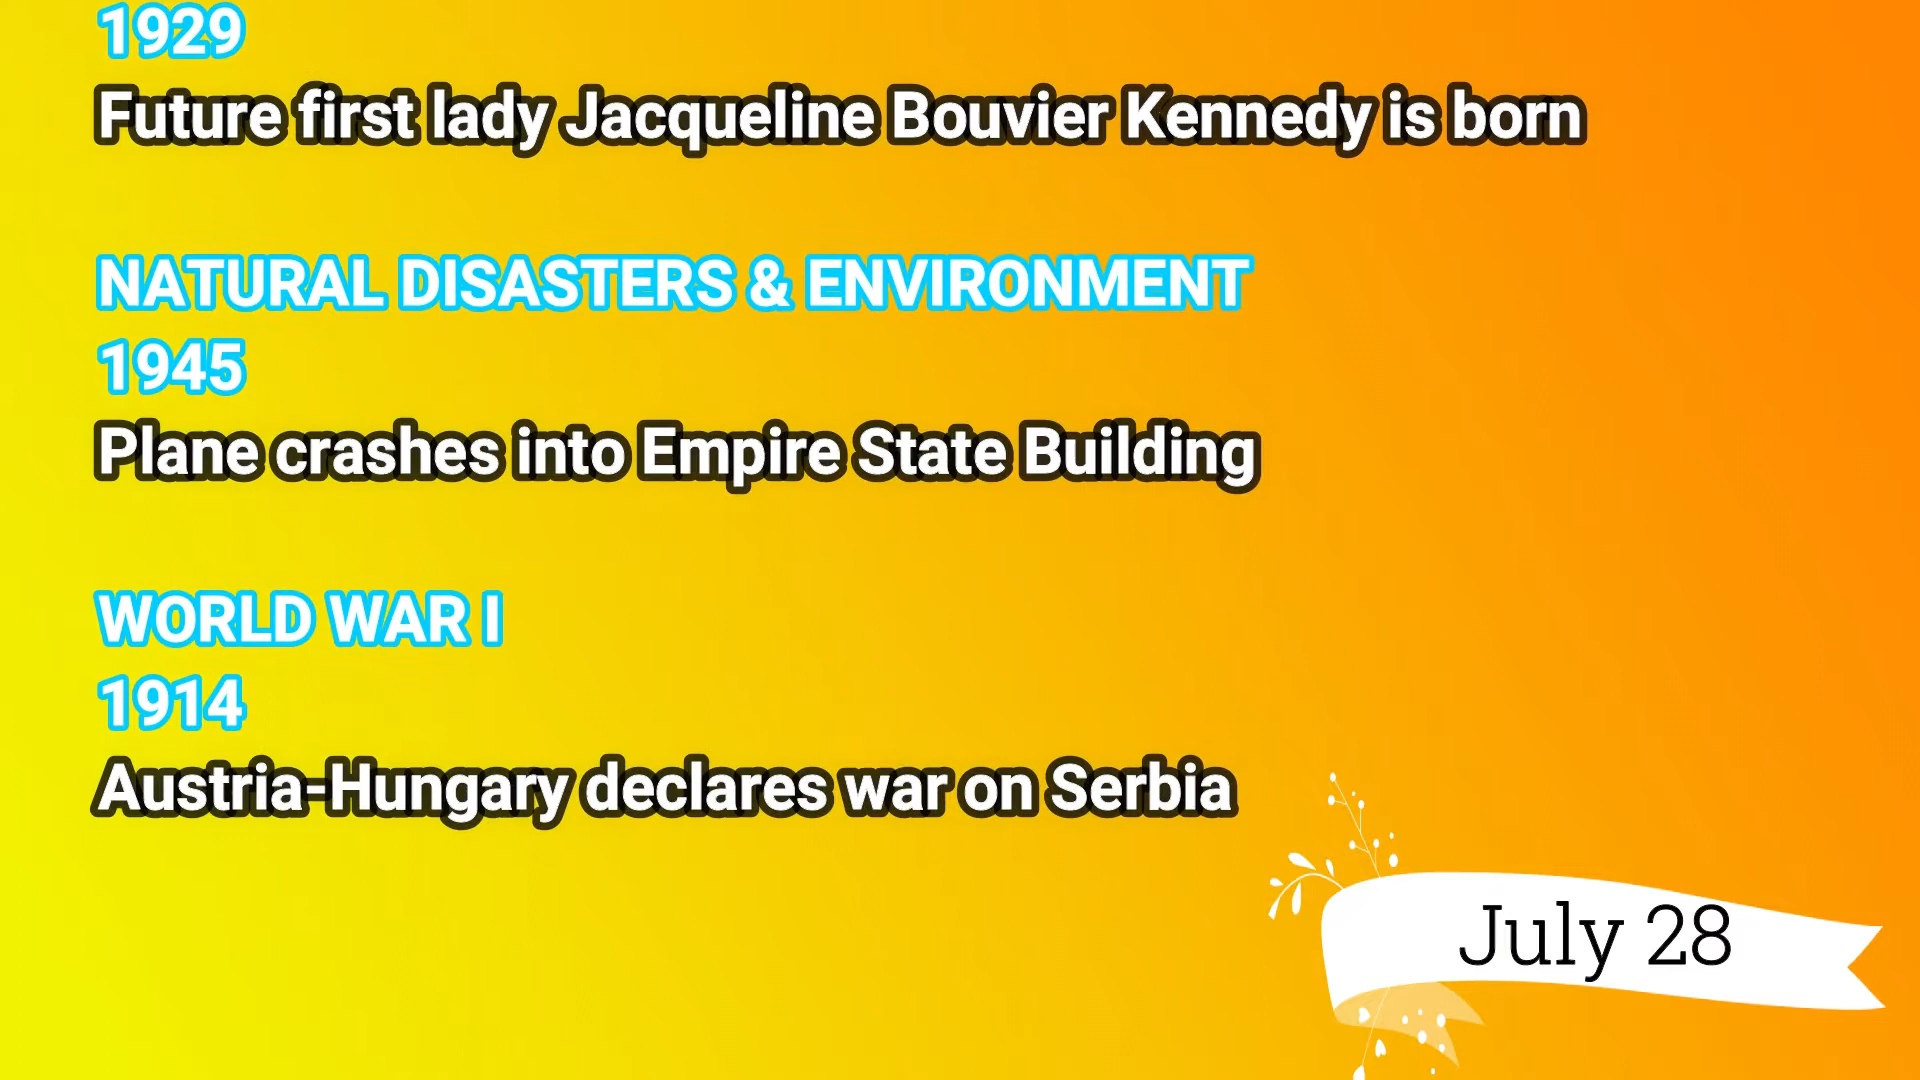 1929
Future first lady Jacqueline Bouvier Kennedy is born
NATURAL DISASTERS & ENVIRONMENT
1945
Plane crashes into Empire State Building
WORLD WAR I
1914
Austria-Hungary declares war on Serbia
July 28